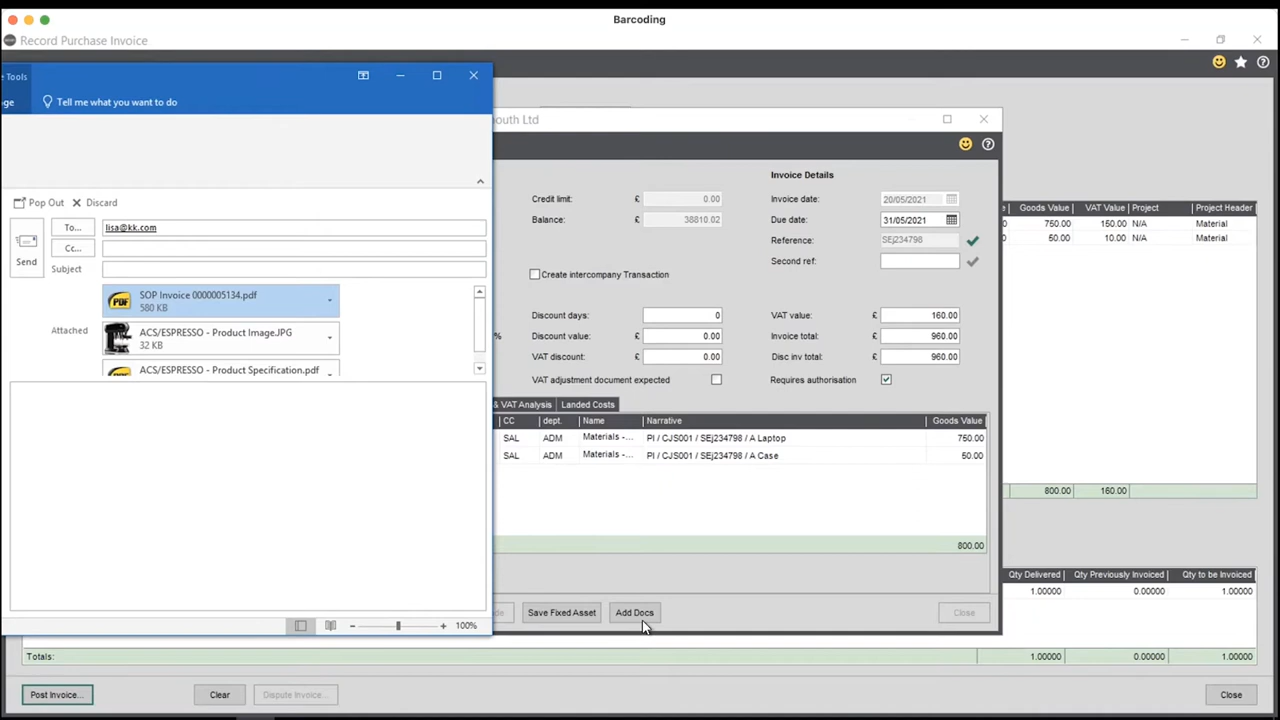 Barcoding
Record Purchase Invoice
e Tools
ge
Tell me what you want to do
Pop Out
Discard
To...
lisa@kk.com
Cc...
Send
Subject
Attached
SOP Invoice 0000005134.pdf
580 KB
ACS/ESPRESSO - Product Image.JPG
32 KB
ACS/ESPRESSO - Product Specification.pdf
100%
outh Ltd
Credit limit: £ 0.00
Balance: £ 38810.02
Create intercompany Transaction
Discount days: 0
% Discount value: £ 0.00
VAT discount: £ 0.00
VAT adjustment document expected
Invoice Details
Invoice date: 20/05/2021
Due date: 31/05/2021
Reference: SEj234798
Second ref:
VAT value: £ 160.00
Invoice total: £ 960.00
Disc inv total: £ 960.00
Requires authorisation
& VAT Analysis Landed Costs
CC dept. Name Narrative Goods Value
SAL ADM Materials -... PI / CJS001 / SEj234798 / A Laptop 750.00
SAL ADM Materials -... PI / CJS001 / SEj234798 / A Case 50.00
800.00
Save Fixed Asset Add Docs Close
Goods Value VAT Value Project Project Header
750.00 150.00 N/A Material
50.00 10.00 N/A Material
800.00 160.00
Qty Delivered Qty Previously Invoiced Qty to be Invoiced
1.00000 0.00000 1.00000
Totals: 1.00000 0.00000 1.00000
Post Invoice... Clear Dispute Invoice... Close